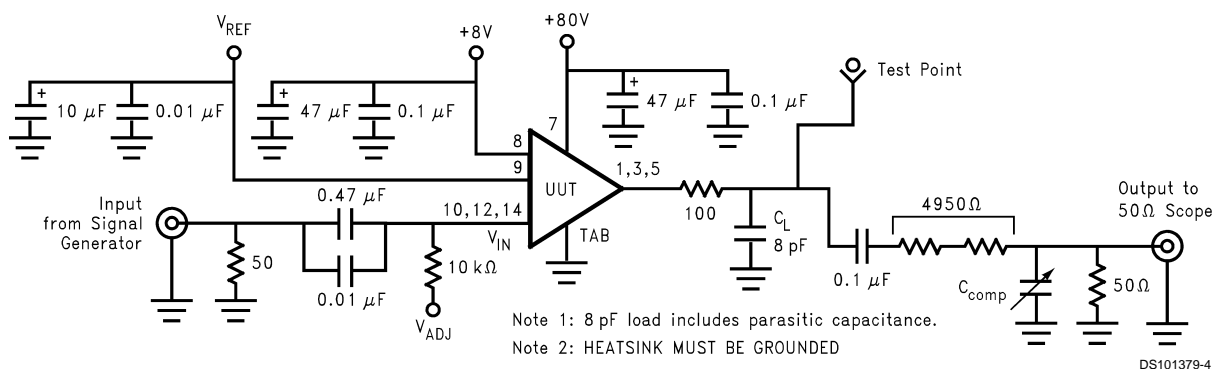 V_REF
+8V
+80V
Test Point
+
10 μF
0.01 μF
+
47 μF
0.1 μF
+
47 μF
0.1 μF
7
8
9
UUT
1,3,5
10,12,14
V_IN
TAB
Input
from Signal
Generator
0.47 μF
50
0.01 μF
10 kΩ
V_ADJ
100
C_L
8 pF
4950Ω
0.1 μF
C_comp
50Ω
Output to
50Ω Scope
Note 1: 8 pF load includes parasitic capacitance.
Note 2: HEATSINK MUST BE GROUNDED
DS101379-4